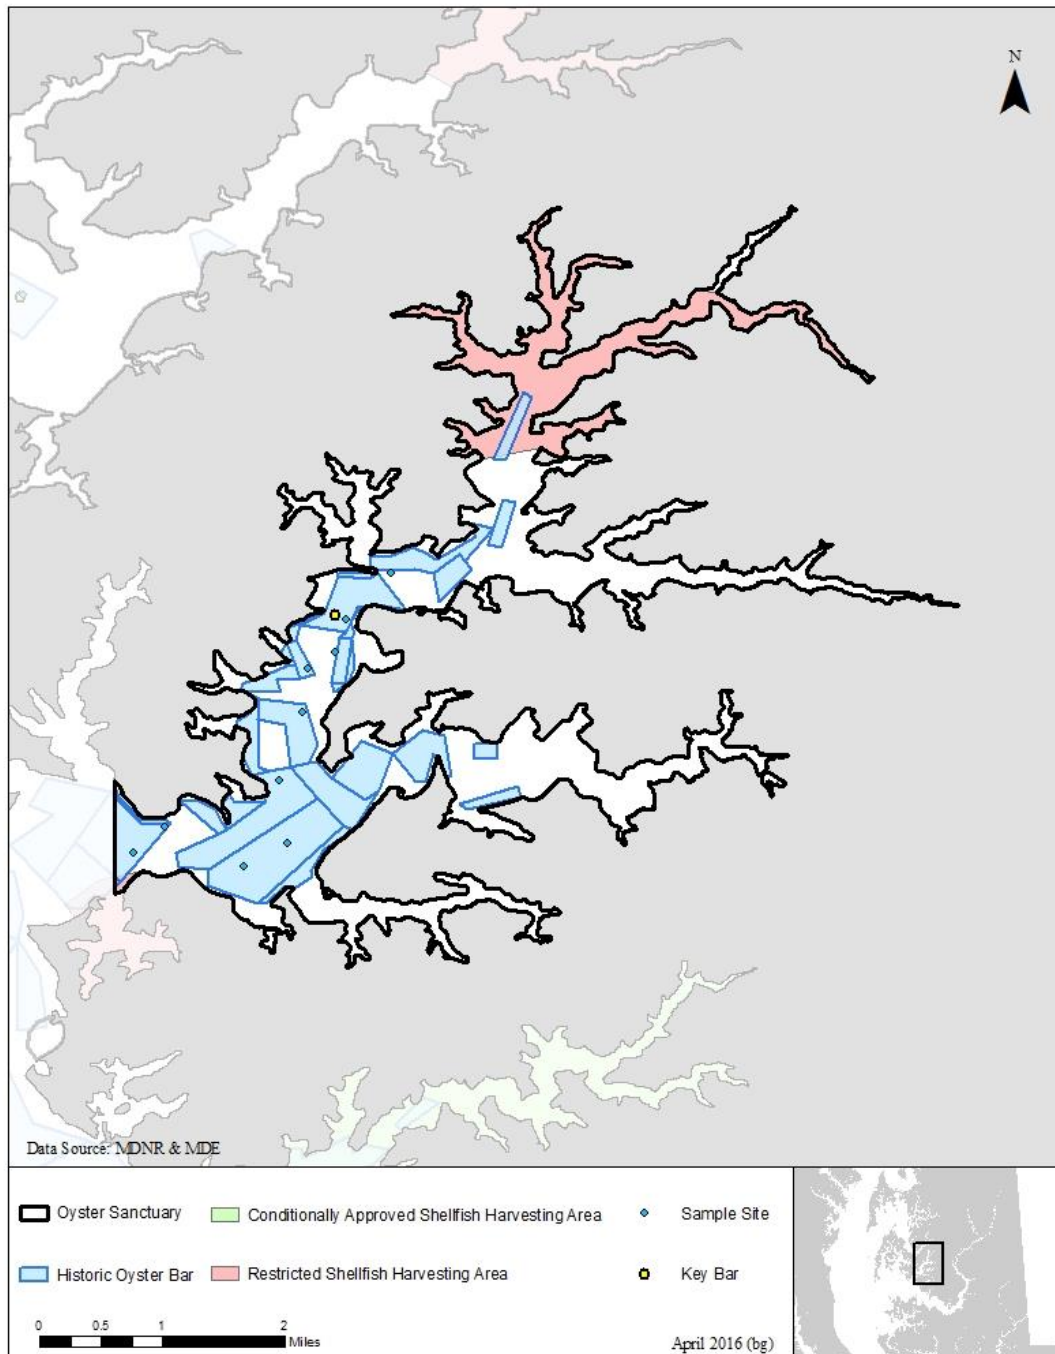 N
Data Source: MDNR & MDE
Oyster Sanctuary
Conditionally Approved Shellfish Harvesting Area
Sample Site
Historic Oyster Bar
Restricted Shellfish Harvesting Area
Key Bar
0 0.5 1 2
Miles
April 2016 (bg)